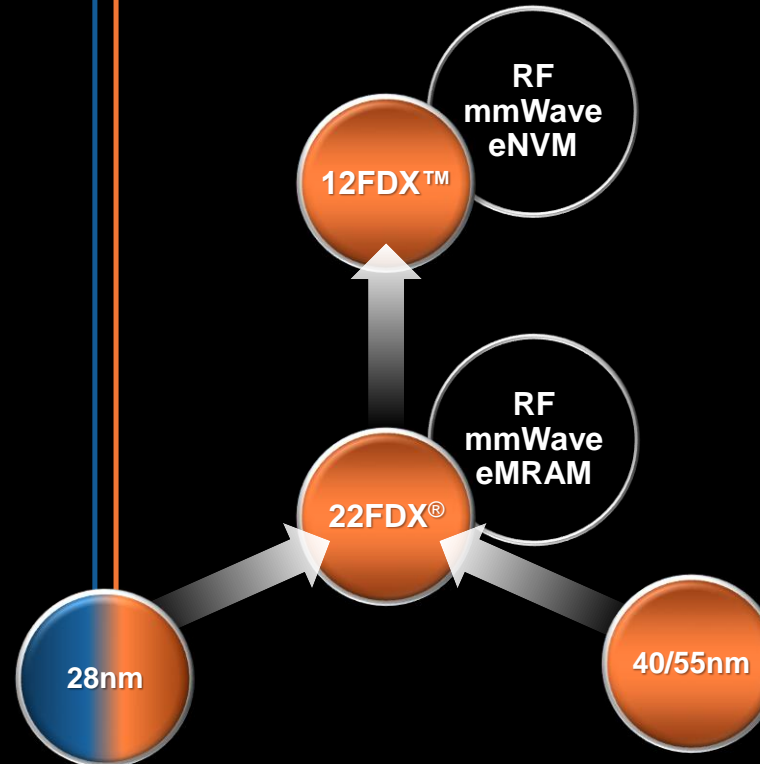 RF
mmWave
eNVM
12FDX™
RF
mmWave
eMRAM
22FDX®
28nm
40/55nm